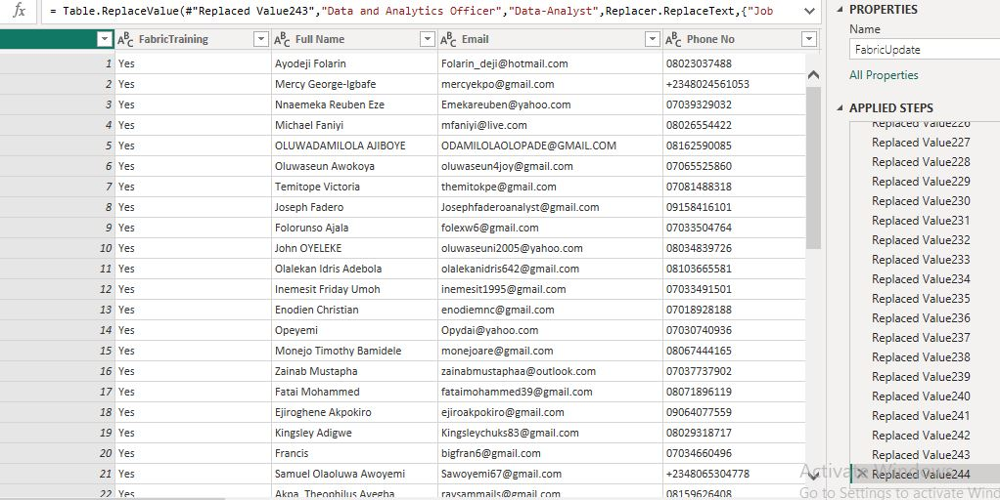 fx = Table.ReplaceValue(#"Replaced Value243","Data and Analytics Officer","Data-Analyst",Replacer.ReplaceText,{"Job
ABC FabricTraining ABC Full Name ABC Email ABC Phone No
1 Yes Ayodeji Folarin Folarin_deji@hotmail.com 08023037488
2 Yes Mercy George-Igbafe mercyekpo@gmail.com +2348024561053
3 Yes Nnaemeka Reuben Eze Emekareuben@yahoo.com 07039329032
4 Yes Michael Faniyi mfaniyi@live.com 08026554422
5 Yes OLUWADAMILOLA AJIBOYE ODAMILOLAOLOPADE@GMAIL.COM 08162590085
6 Yes Oluwaseun Awokoya oluwaseun4joy@gmail.com 07065525860
7 Yes Temitope Victoria themitokpe@gmail.com 07081488318
8 Yes Joseph Fadero Josephfaderoanalyst@gmail.com 09158416101
9 Yes Folorunso Ajala folexw6@gmail.com 07033504764
10 Yes John OYELEKE oluwaseuni2005@yahoo.com 08034839726
11 Yes Olalekan Idris Adebola olalekanidris642@gmail.com 08103665581
12 Yes Inemesit Friday Umoh inemesit1995@gmail.com 07033491501
13 Yes Enodien Christian enodiemnc@gmail.com 07018928188
14 Yes Opeyemi Opydai@yahoo.com 07030740936
15 Yes Monejo Timothy Bamidele monejoare@gmail.com 08067444165
16 Yes Zainab Mustapha zainabmustaphaa@outlook.com 07037737902
17 Yes Fatai Mohammed fataimohammed39@gmail.com 08071896119
18 Yes Ejiroghene Akpokiro ejiroakpokiro@gmail.com 09064077559
19 Yes Kingsley Adigwe Kingsleychuks83@gmail.com 08029318717
20 Yes Francis bigfran6@gmail.com 07034660496
21 Yes Samuel Olaoluwa Awoyemi Sawoyemi67@gmail.com +2348065304778
22 Yes Akpa Theophilus Ayegba raysammails@gmail.com 08159626408
PROPERTIES
Name
FabricUpdate
All Properties
APPLIED STEPS
Replaced Value226
Replaced Value227
Replaced Value228
Replaced Value229
Replaced Value230
Replaced Value231
Replaced Value232
Replaced Value233
Replaced Value234
Replaced Value235
Replaced Value236
Replaced Value237
Replaced Value238
Replaced Value239
Replaced Value240
Replaced Value241
Replaced Value242
Replaced Value243
Replaced Value244
Activate Windows
Go to Settings to activate Wind